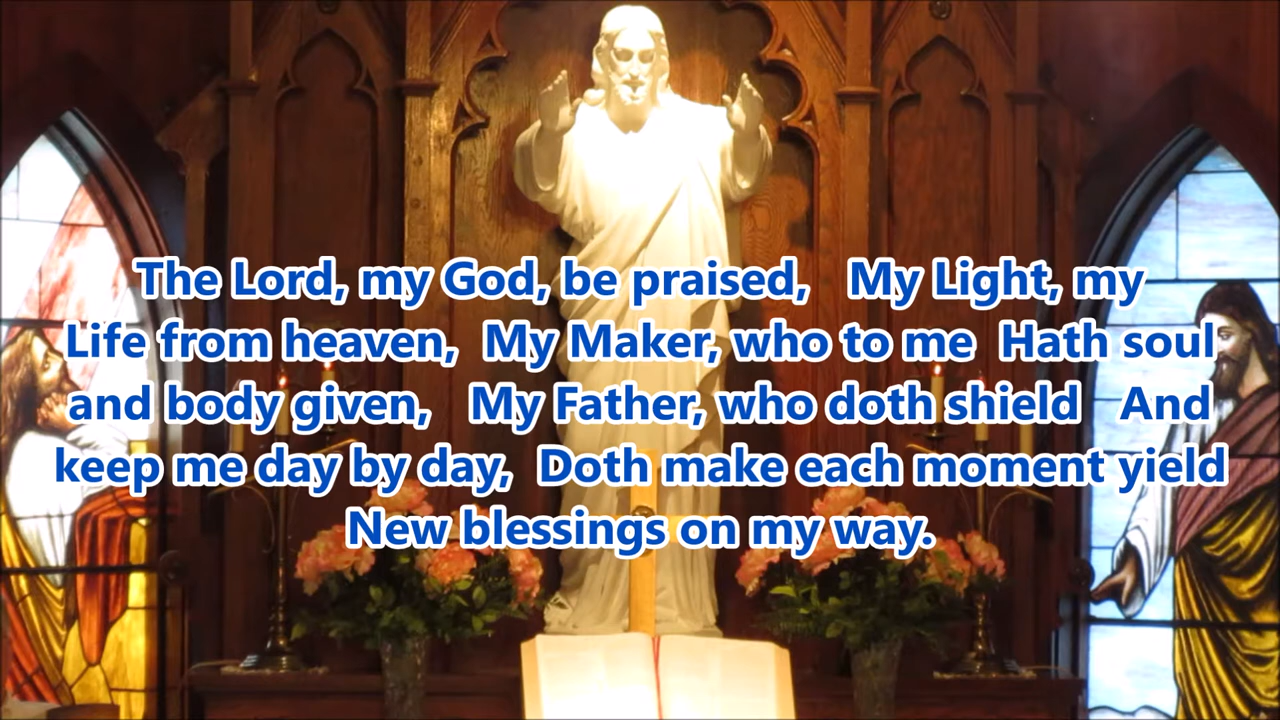 The Lord, my God, be praised, My Light, my
Life from heaven, My Maker, who to me Hath soul
and body given, My Father, who doth shield And
keep me day by day, Doth make each moment yield
New blessings on my way.